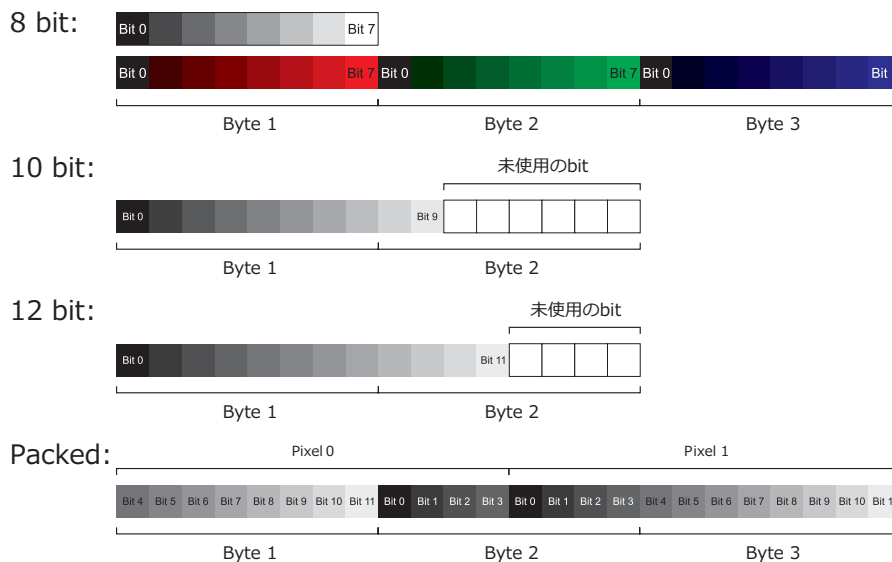 8 bit:
Bit 0 Bit 7
Bit 0 Bit 7 Bit 0 Bit 7 Bit 0 Bit
Byte 1 Byte 2 Byte 3
10 bit:
未使用のbit
Bit 0 Bit 9
Byte 1 Byte 2
12 bit:
未使用のbit
Bit 0 Bit 11
Byte 1 Byte 2
Packed:
Pixel 0 Pixel 1
Bit 4 Bit 5 Bit 6 Bit 7 Bit 8 Bit 9 Bit 10 Bit 11 Bit 0 Bit 1 Bit 2 Bit 3 Bit 0 Bit 1 Bit 2 Bit 3 Bit 4 Bit 5 Bit 6 Bit 7 Bit 8 Bit 9 Bit 10 Bit 1
Byte 1 Byte 2 Byte 3